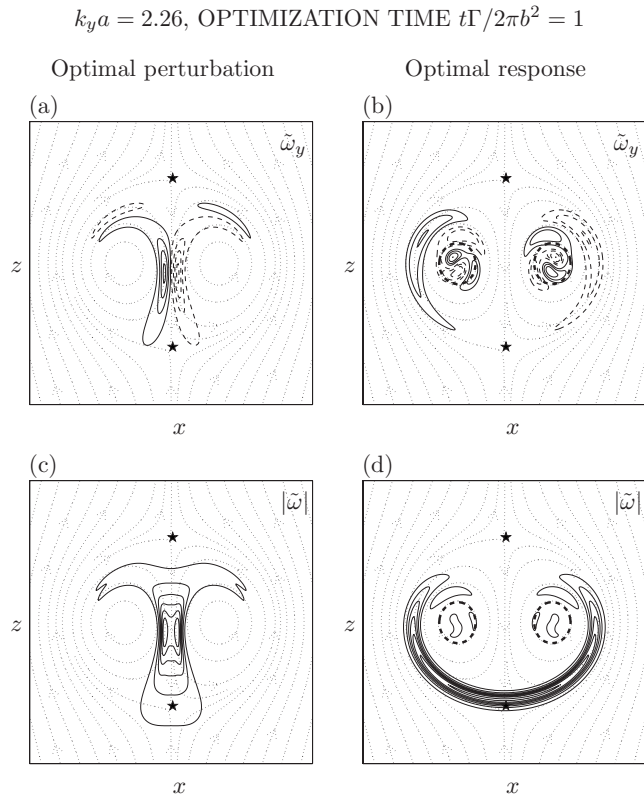 k_y a = 2.26, OPTIMIZATION TIME tΓ/2πb² = 1
Optimal perturbation
Optimal response
(a)
(b)
ω̃_y
ω̃_y
z
z
x
x
(c)
(d)
|ω̃|
|ω̃|
z
z
x
x